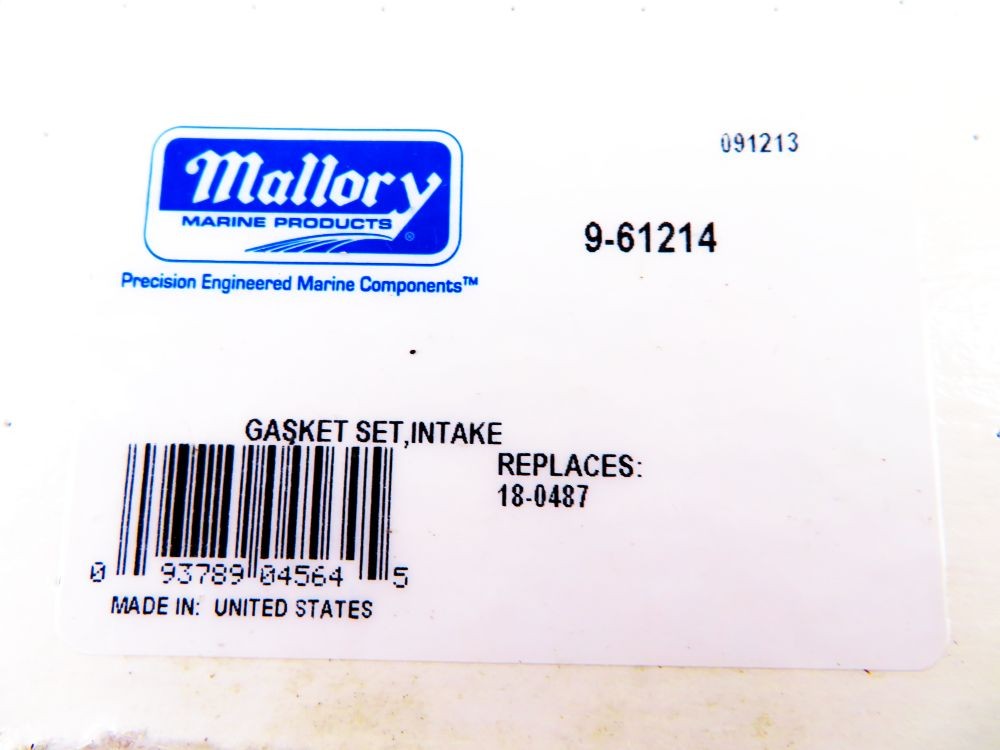 091213
Mallory
MARINE PRODUCTS ®
Precision Engineered Marine Components™
9-61214
GASKET SET,INTAKE
REPLACES:
18-0487
0 93789 04564 5
MADE IN: UNITED STATES